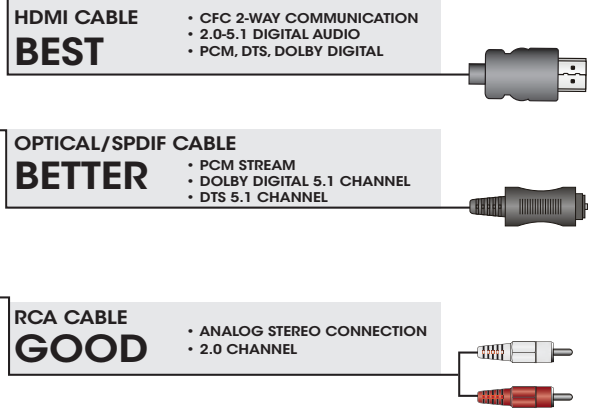 HDMI CABLE
BEST
• CFC 2-WAY COMMUNICATION
• 2.0-5.1 DIGITAL AUDIO
• PCM, DTS, DOLBY DIGITAL
OPTICAL/SPDIF CABLE
BETTER
• PCM STREAM
• DOLBY DIGITAL 5.1 CHANNEL
• DTS 5.1 CHANNEL
RCA CABLE
GOOD
• ANALOG STEREO CONNECTION
• 2.0 CHANNEL